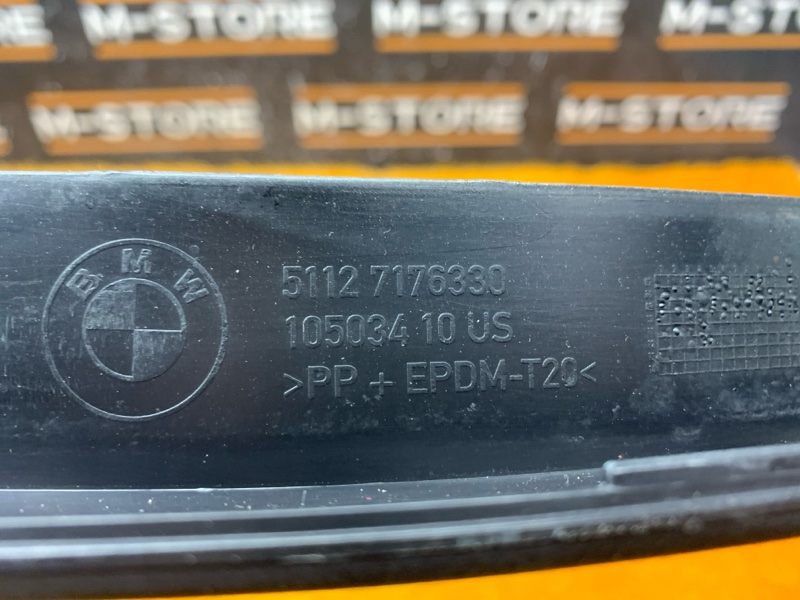 M-STORE M-STORE M-STORE
M-STORE M-STORE M-STORE
BMW
5112 7176330
105034 10 US
>PP + EPDM-T20<